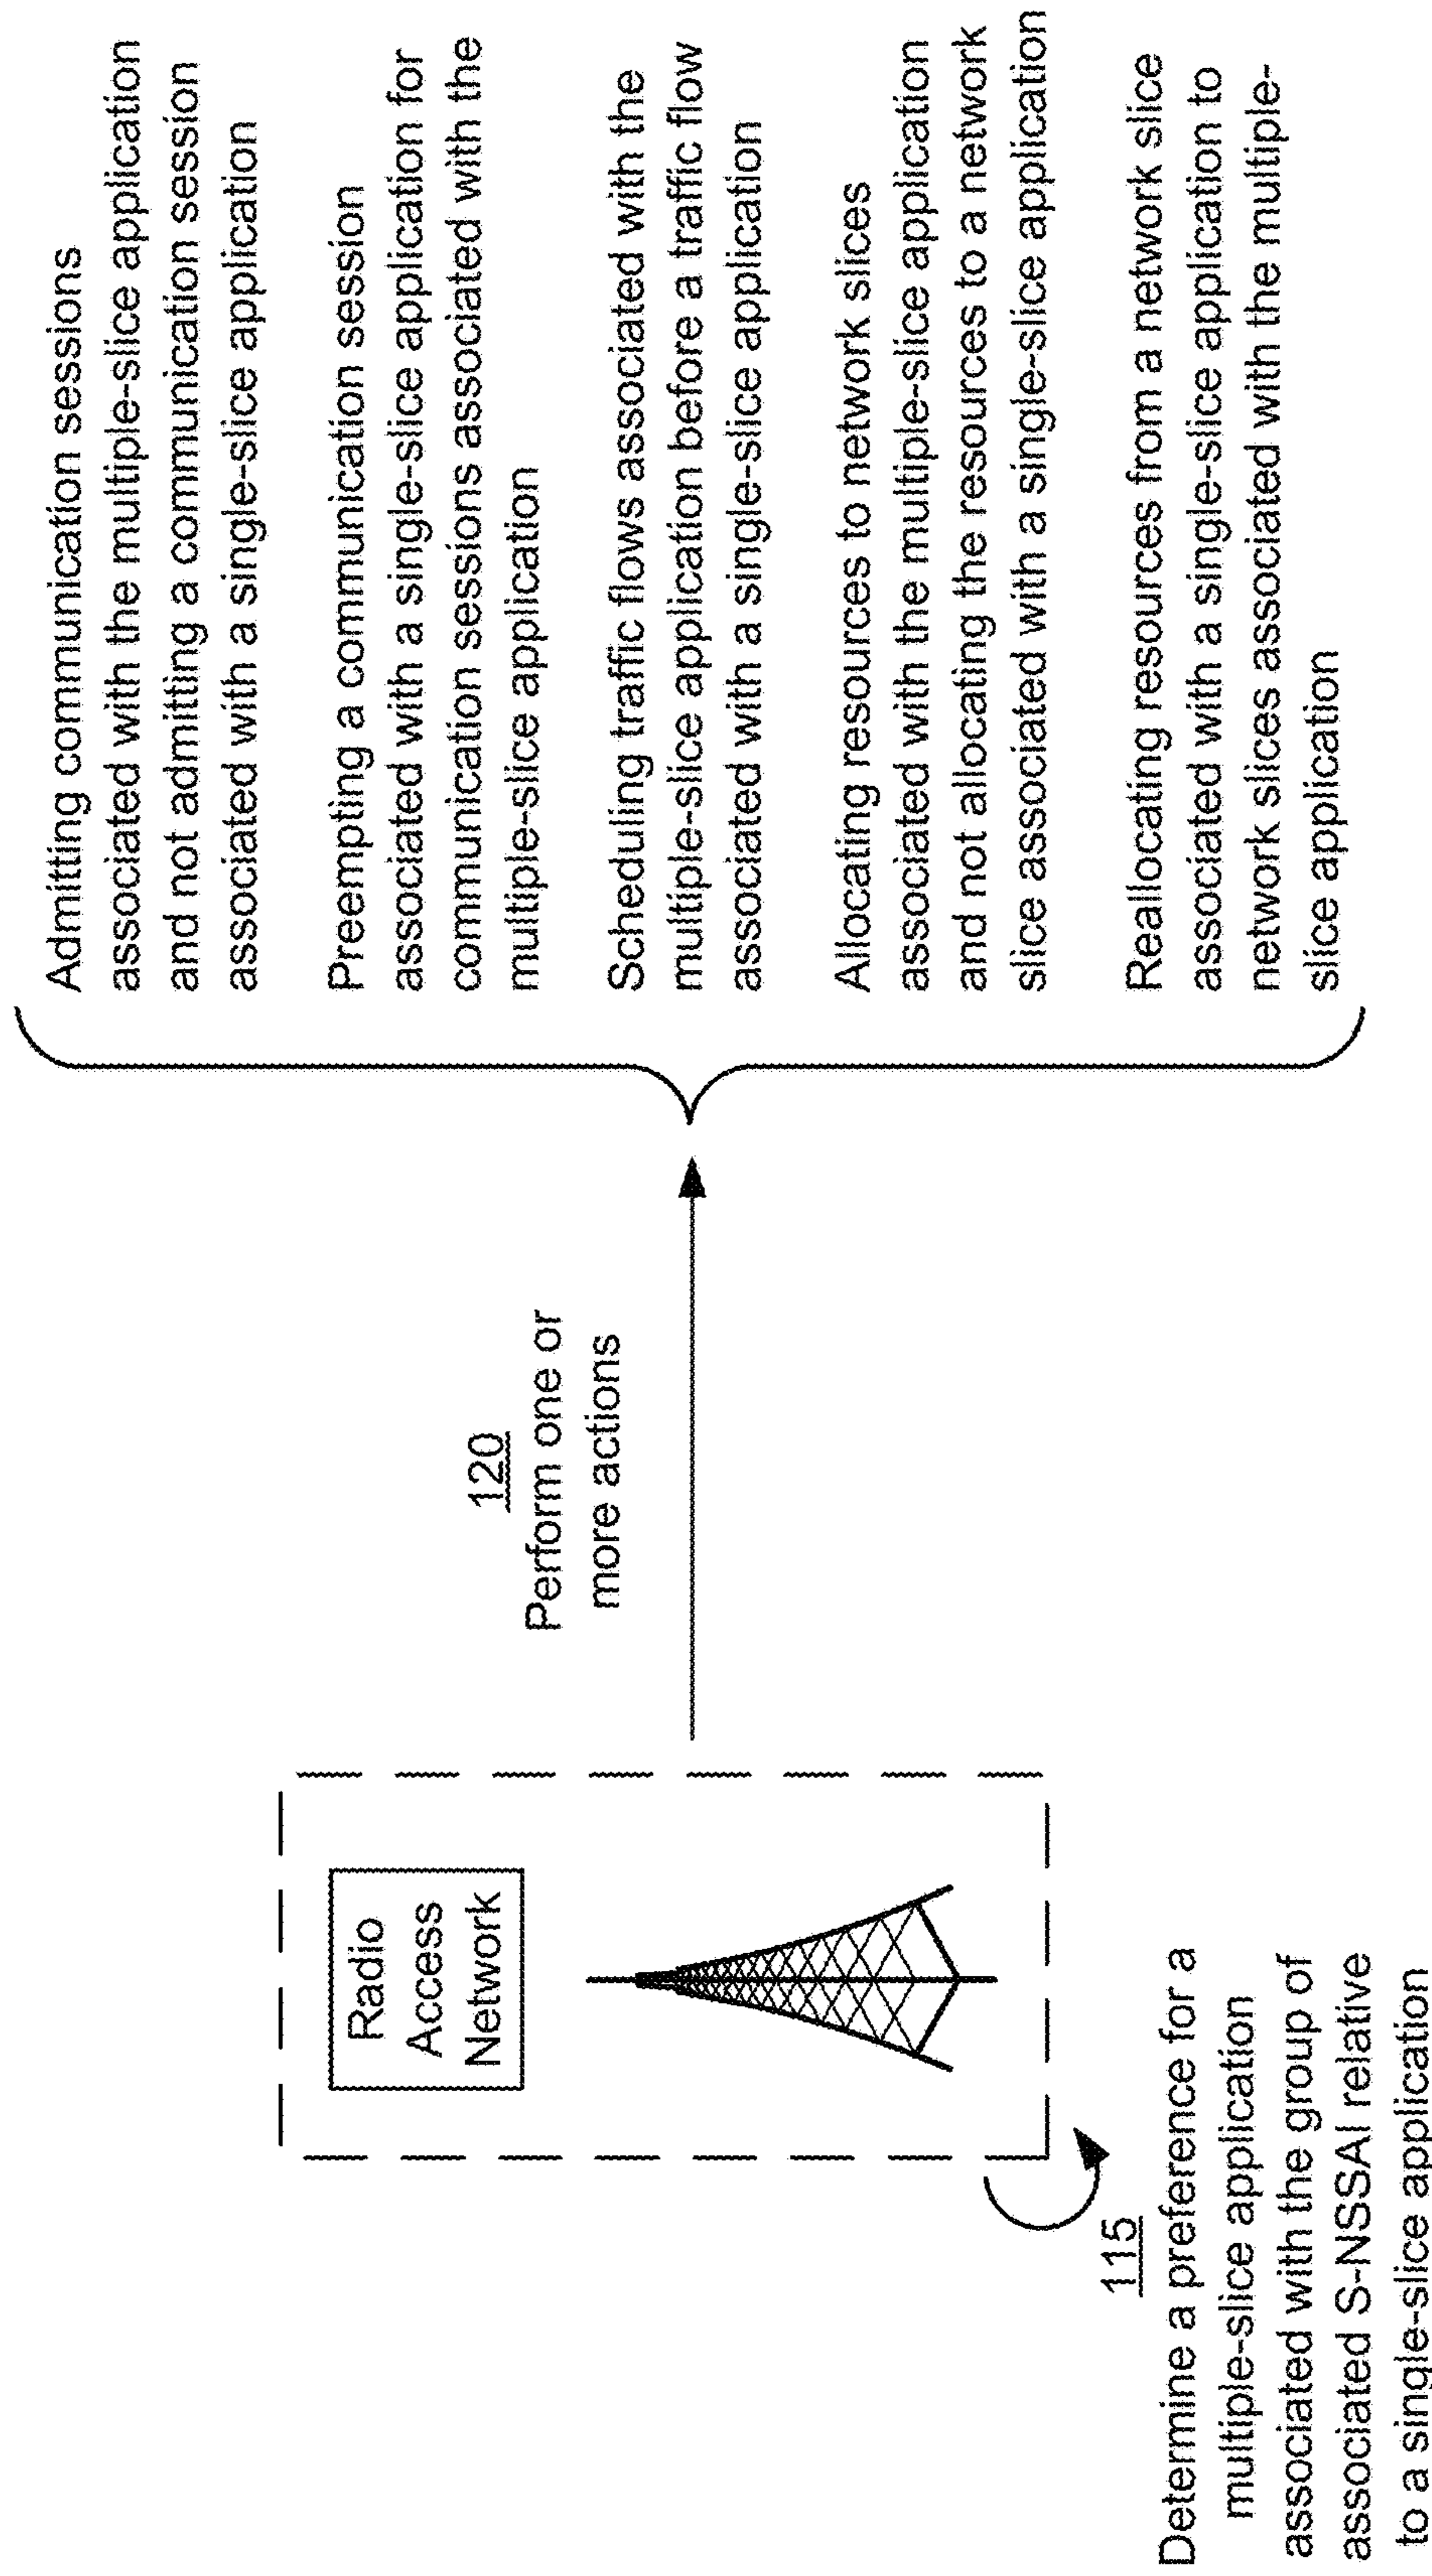 Radio
Access
Network
115
Determine a preference for a
multiple-slice application
associated with the group of
associated S-NSSAI relative
to a single-slice application
120
Perform one or
more actions
Admitting communication sessions
associated with the multiple-slice application
and not admitting a communication session
associated with a single-slice application
Preempting a communication session
associated with a single-slice application for
communication sessions associated with the
multiple-slice application
Scheduling traffic flows associated with the
multiple-slice application before a traffic flow
associated with a single-slice application
Allocating resources to network slices
associated with the multiple-slice application
and not allocating the resources to a network
slice associated with a single-slice application
Reallocating resources from a network slice
associated with a single-slice application to
network slices associated with the multiple-
slice application